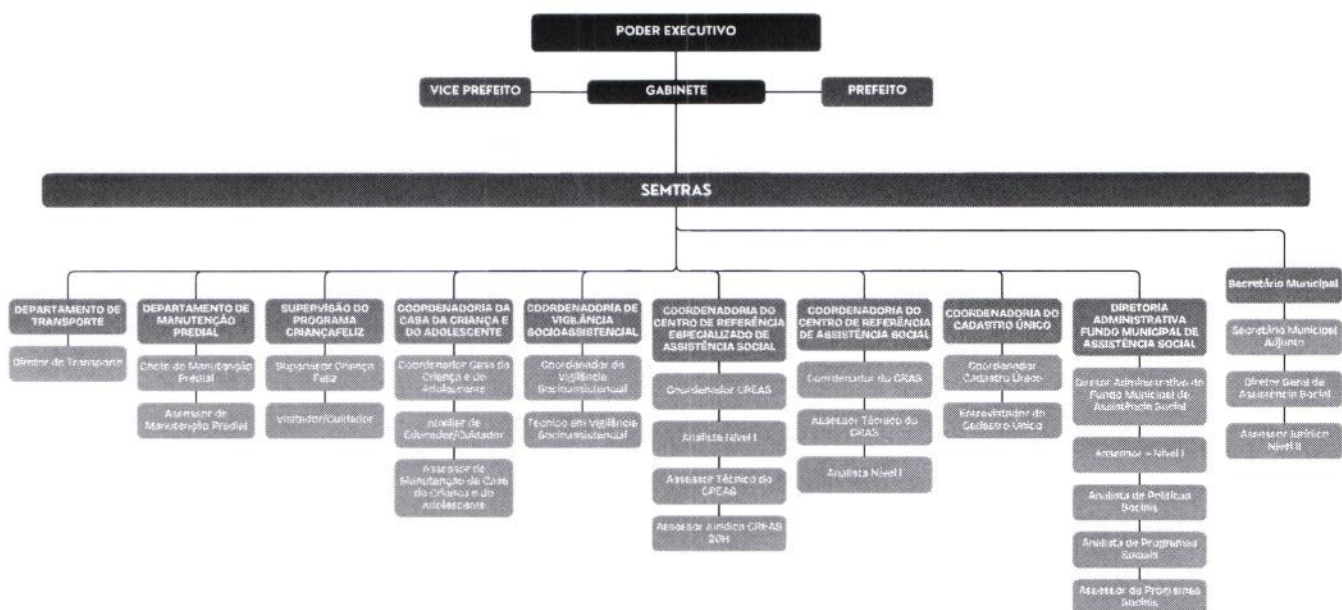 PODER EXECUTIVO
VICE PREFEITO
GABINETE
PREFEITO
SEMTRAS
DEPARTAMENTO DE
TRANSPORTE
Diretor de Transporte
DEPARTAMENTO DE
MANUTENÇÃO
PREDIAL
Chefe de Manutenção
Predial
Assessor de
Manutenção Predial
SUPERVISÃO DO
PROGRAMA
CRIANÇAFELIZ
Supervisor Criança
Feliz
Visitador/Cuidador
COORDENADORIA DA
CASA DA CRIANÇA E
DO ADOLESCENTE
Coordenador Casa da
Criança e do
Adolescente
Auxiliar de
Educador/Cuidador
Assessor de
Manutenção da Casa
da Criança e do
Adolescente
COORDENADORIA DE
VIGILÂNCIA
SOCIOASSISTENCIAL
Coordenador da
Vigilância
Socioassistencial
Técnico em Vigilância
Socioassistencial
COORDENADORIA DO
CENTRO DE REFERÊNCIA
ESPECIALIZADO DE
ASSISTÊNCIA SOCIAL
Coordenador CREAS
Analista Nível I
Assessor Técnico do
CREAS
Assessor Jurídico CREAS
20H
COORDENADORIA DO
CENTRO DE REFERÊNCIA
DE ASSISTÊNCIA SOCIAL
Coordenador do CRAS
Assessor Técnico do
CRAS
Analista Nível I
COORDENADORIA DO
CADASTRO ÚNICO
Coordenador
Cadastro Único
Entrevistador do
Cadastro Único
DIRETORIA
ADMINISTRATIVA
FUNDO MUNICIPAL DE
ASSISTÊNCIA SOCIAL
Diretor Administrativo do
Fundo Municipal de
Assistência Social
Assessor - Nível I
Analista de Políticas
Sociais
Analista de Programas
Sociais
Assessor de Programas
Sociais
Secretário Municipal
Secretário Municipal
Adjunto
Diretor Geral de
Assistência Social
Assessor Jurídico
Nível II